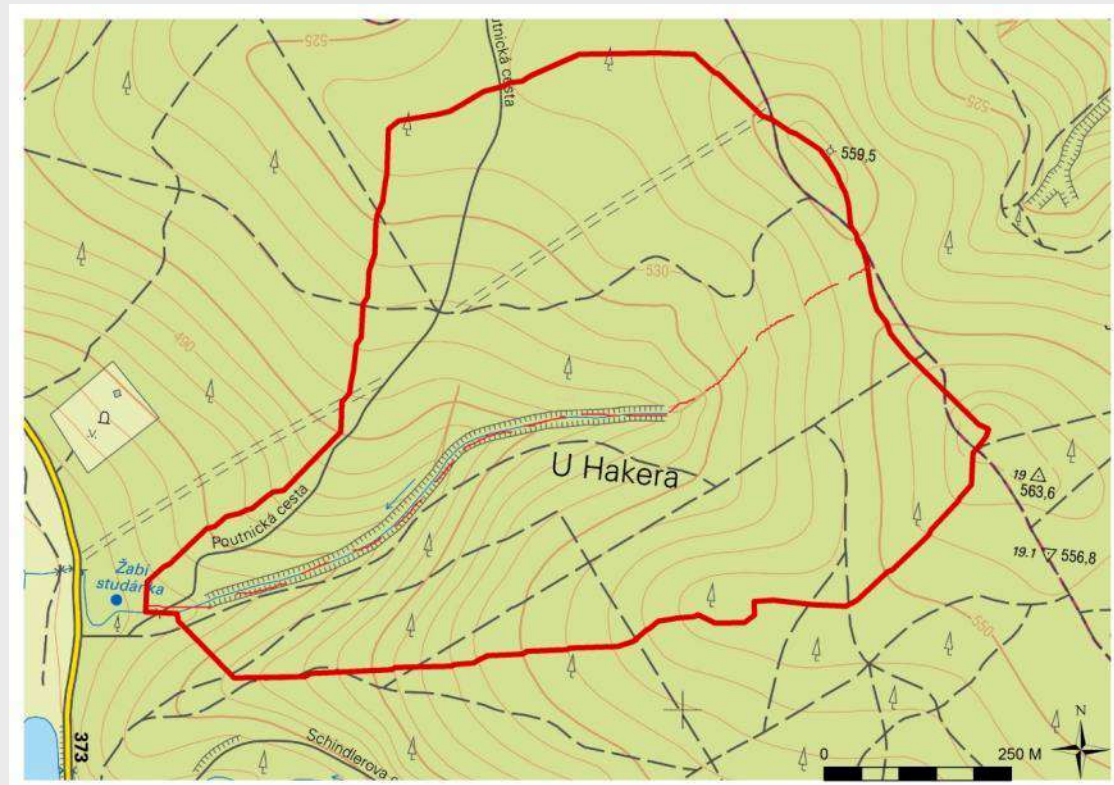 525
utnická cesta
525
559,5
530
490
v.
U Hakera
19
563,6
Poutnická cesta
19.1
556,8
Žabí
studánka
550
373
Schindlerova
N
0
250 M